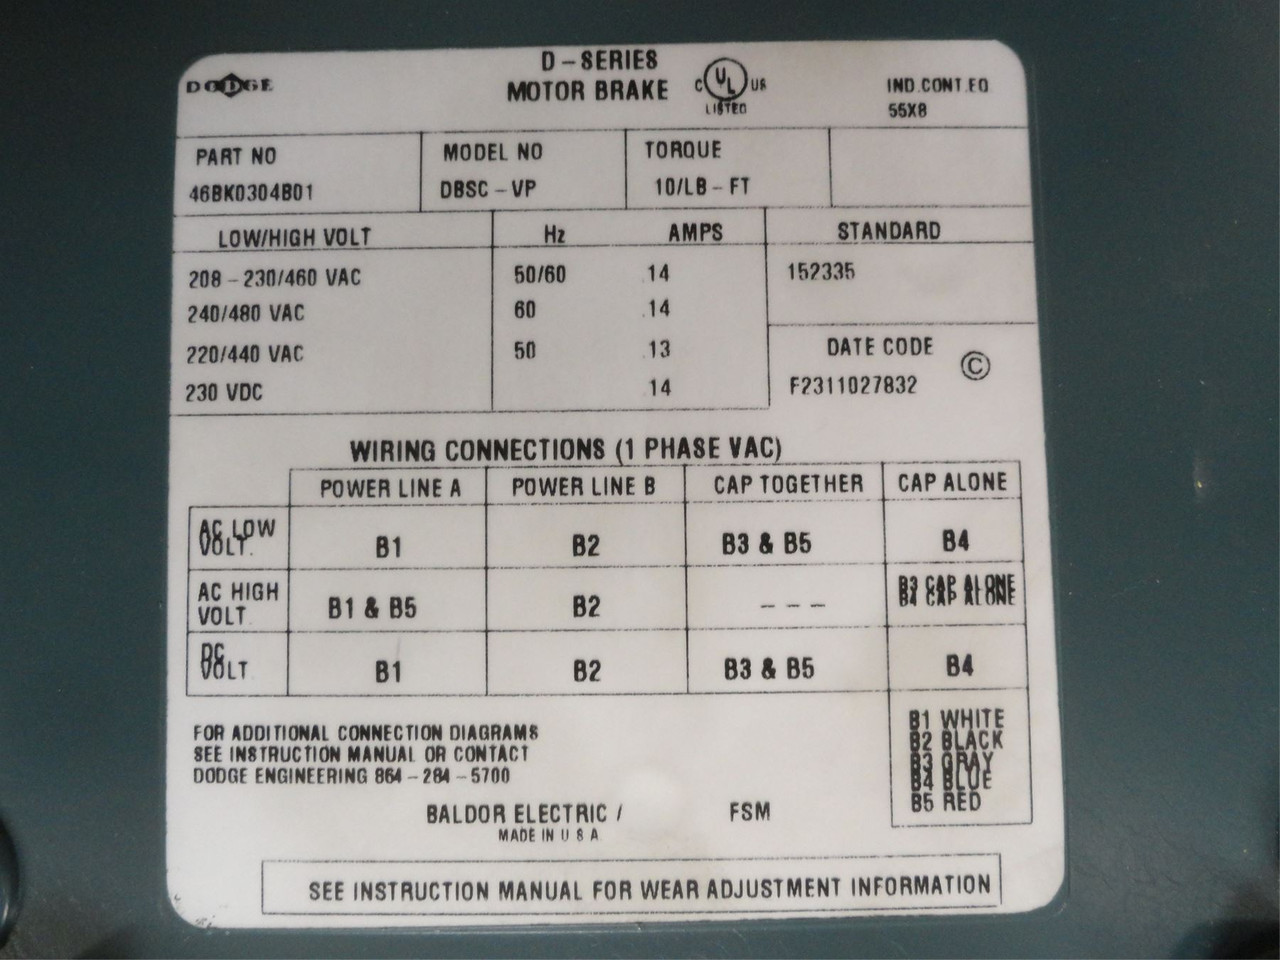 D-SERIES
DODGE MOTOR BRAKE C UL US LISTED IND.CONT.EQ.
55X8
PART NO MODEL NO TORQUE
46BK0304B01 DBSC-VP 10/LB-FT
LOW/HIGH VOLT Hz AMPS STANDARD
208-230/460 VAC 50/60 .14 152335
240/480 VAC 60 .14
220/440 VAC 50 .13 DATE CODE ©
230 VDC .14 F2311027832
WIRING CONNECTIONS (1 PHASE VAC)
POWER LINE A POWER LINE B CAP TOGETHER CAP ALONE
AC LOW
VOLT. B1 B2 B3 & B5 B4
AC HIGH B3 CAP ALONE
VOLT. B1 & B5 B2 --- B4 CAP ALONE
DC
VOLT. B1 B2 B3 & B5 B4
B1 WHITE
B2 BLACK
B3 GRAY
B4 BLUE
B5 RED
FOR ADDITIONAL CONNECTION DIAGRAMS
SEE INSTRUCTION MANUAL OR CONTACT
DODGE ENGINEERING 864-284-5700
BALDOR ELECTRIC / FSM
MADE IN U S A
SEE INSTRUCTION MANUAL FOR WEAR ADJUSTMENT INFORMATION